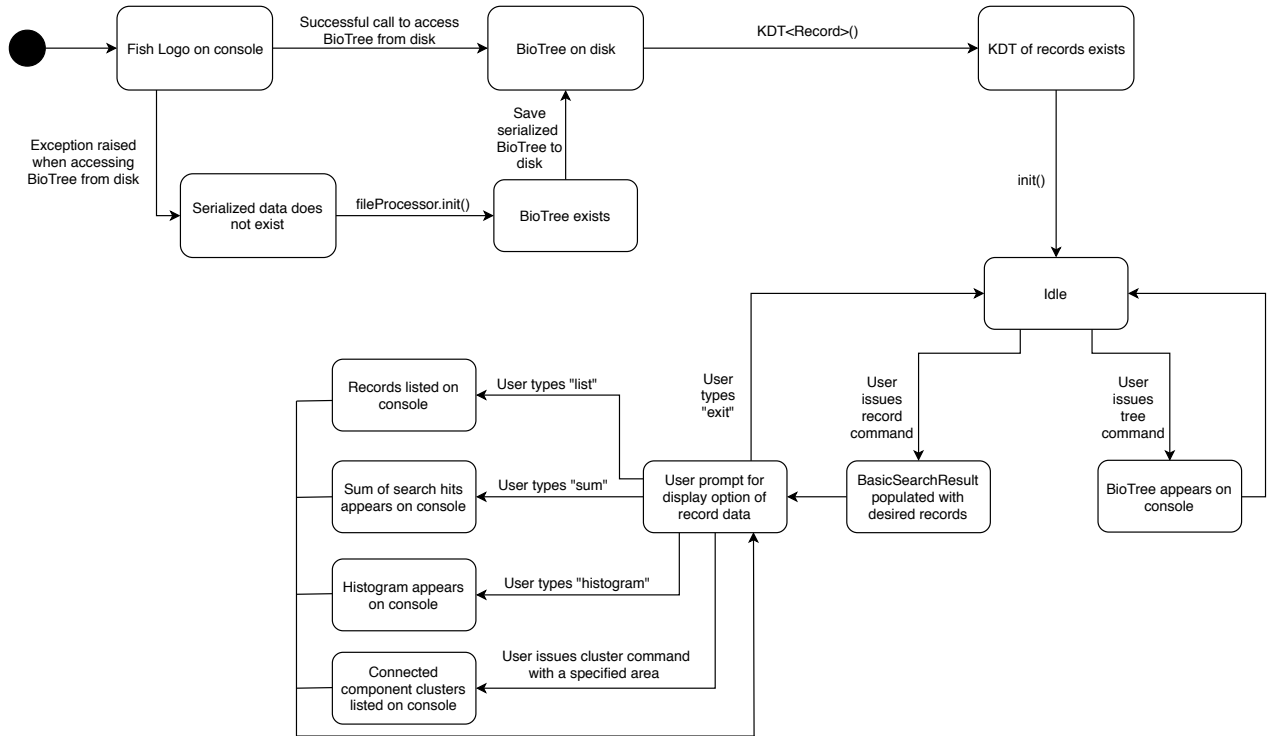 Fish Logo on console
Successful call to access
BioTree from disk
BioTree on disk
KDT<Record>()
KDT of records exists
Exception raised
when accessing
BioTree from disk
Save
serialized
BioTree to
disk
Serialized data does
not exist
fileProcessor.init()
BioTree exists
init()
Idle
User
types
"exit"
User
issues
record
command
User
issues
tree
command
Records listed on
console
User types "list"
Sum of search hits
appears on console
User types "sum"
User prompt for
display option of
record data
BasicSearchResult
populated with
desired records
BioTree appears on
console
Histogram appears
on console
User types "histogram"
Connected
component clusters
listed on console
User issues cluster command
with a specified area